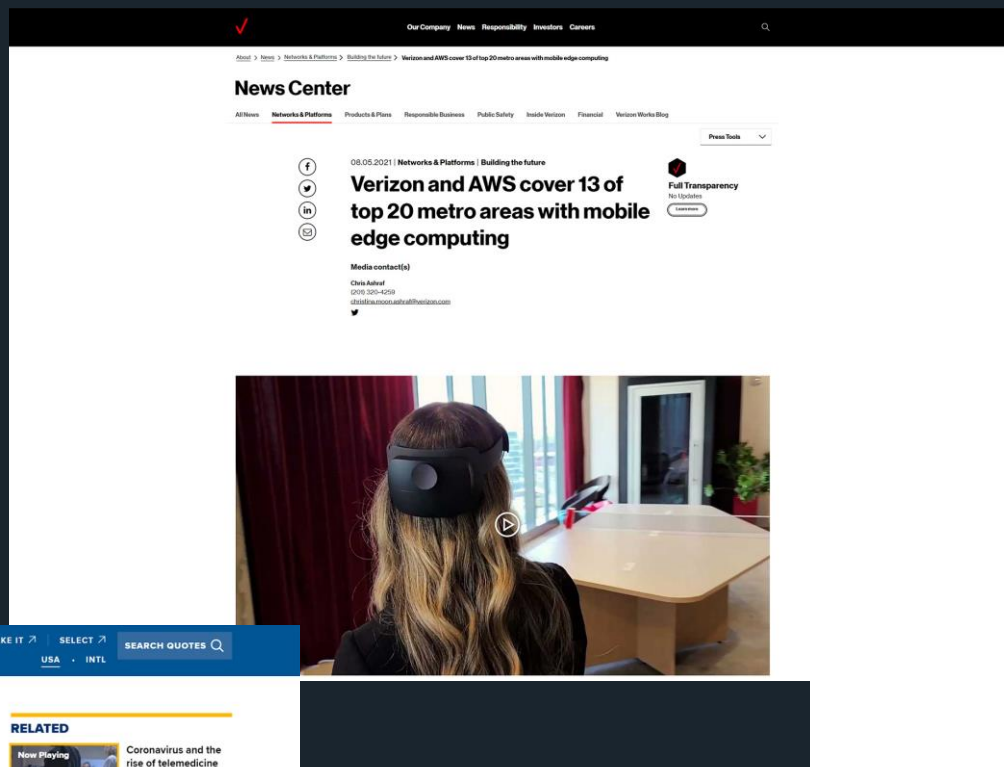 Our Company News Responsibility Investors Careers
About > News > Networks & Platforms > Building the future > Verizon and AWS cover 13 of top 20 metro areas with mobile edge computing
News Center
All News Networks & Platforms Products & Plans Responsible Business Public Safety Inside Verizon Financial Verizon Works Blog
Press Tools
08.05.2021 | Networks & Platforms | Building the future
Verizon and AWS cover 13 of
top 20 metro areas with mobile
edge computing
Full Transparency
No Updates
Learn more
Media contact(s)
Chris Ashraf
(201) 320-4259
christina.moon.ashraf@verizon.com
KE IT SELECT SEARCH QUOTES
USA · INTL
RELATED
Now Playing
Coronavirus and the
rise of telemedicine